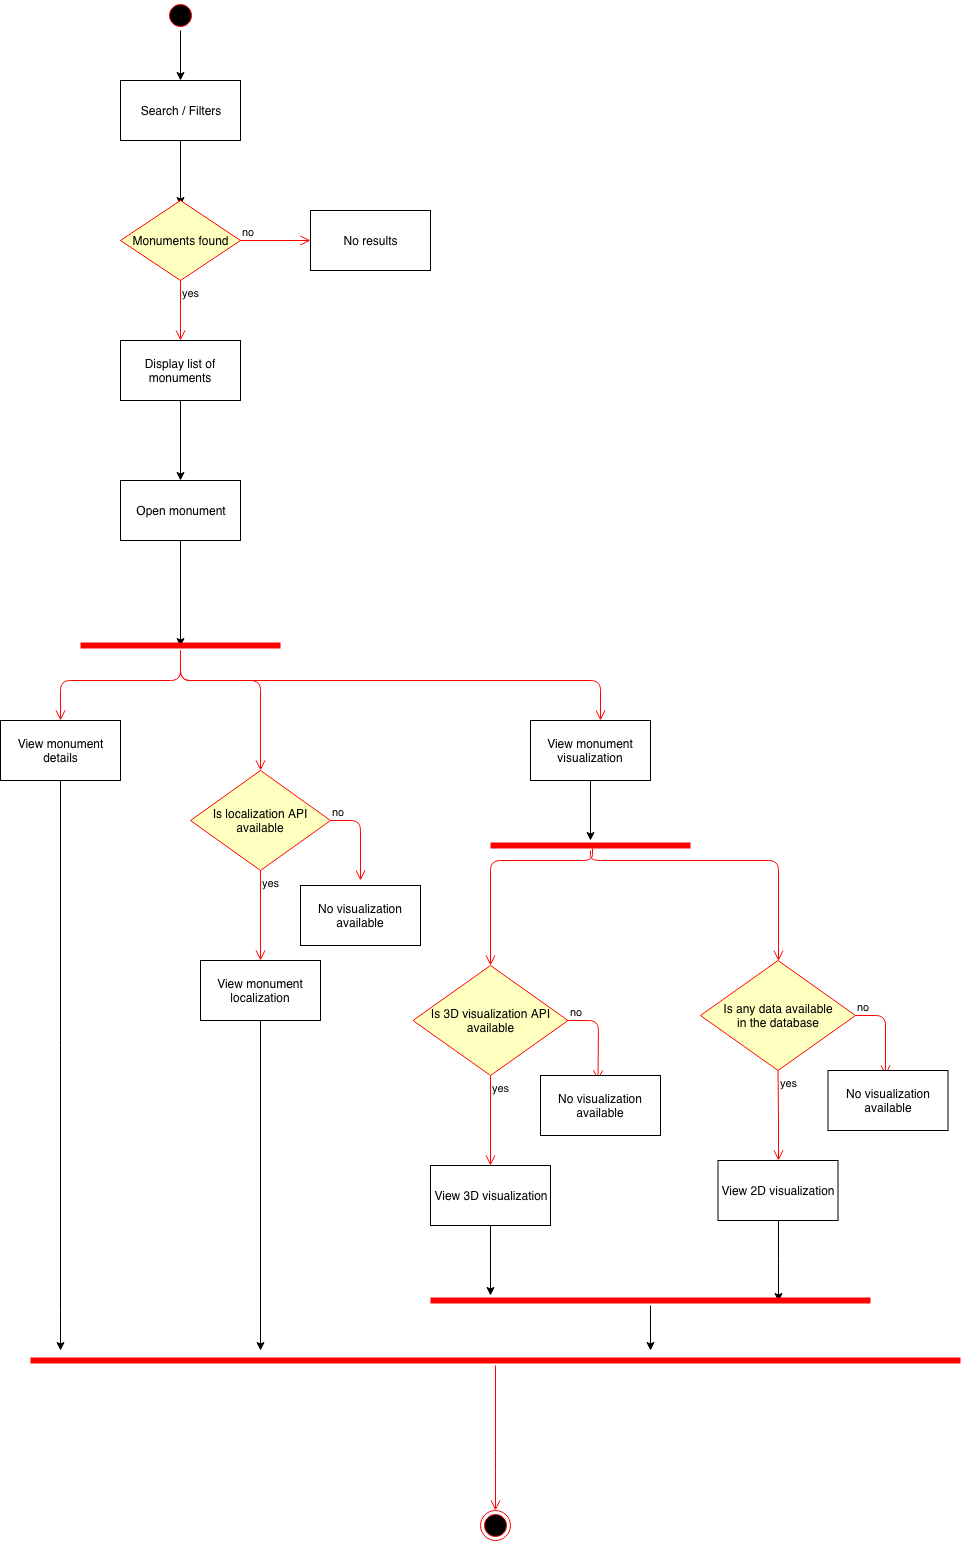 Search / Filters
Monuments found
no
No results
yes
Display list of
monuments
Open monument
View monument
details
View monument
visualization
Is localization API
available
no
yes
No visualization
available
View monument
localization
Is 3D visualization API
available
no
Is any data available
in the database
no
yes
No visualization
available
yes
No visualization
available
View 3D visualization
View 2D visualization